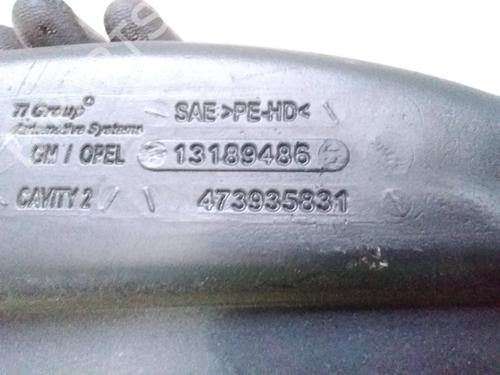 TI Group
Automotive Systems
SAE >PE-HD<
GM / OPEL 13189486
CAVITY 2 473935831